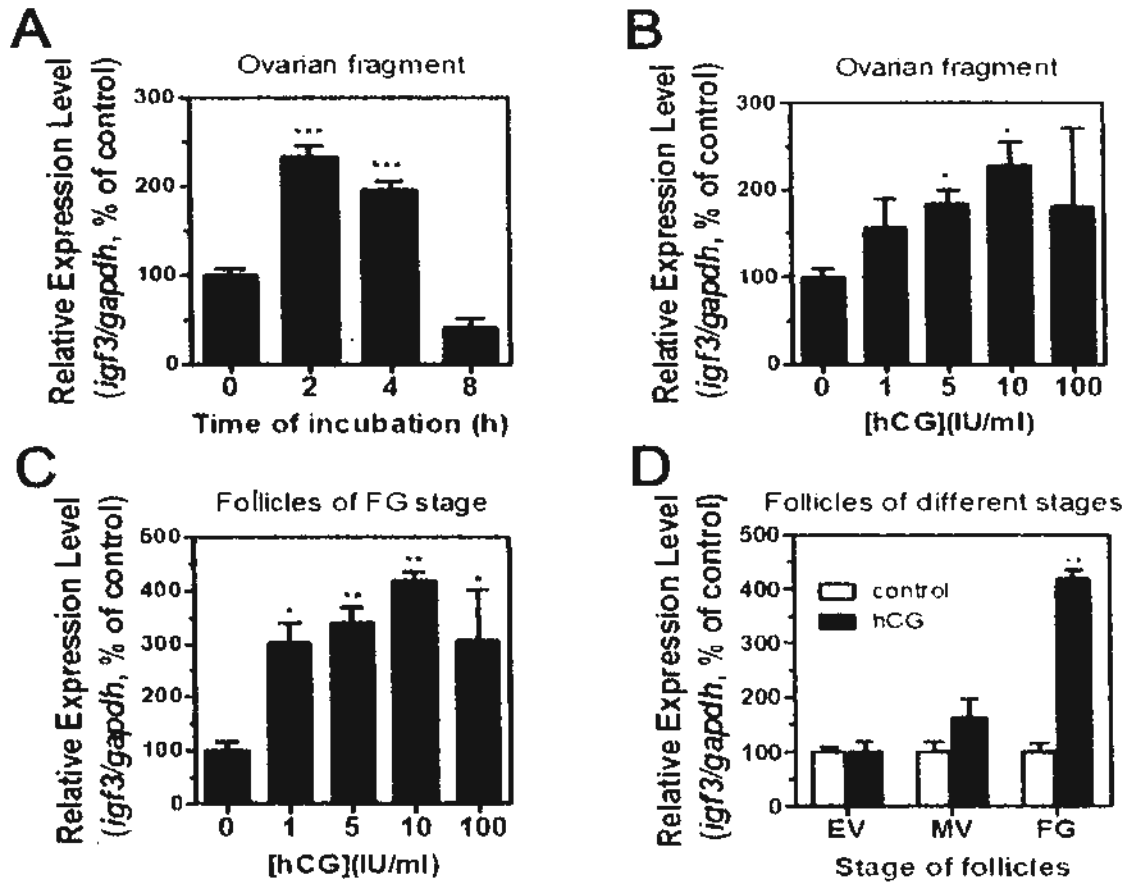 A
Ovarian fragment
Relative Expression Level
(igf3/gapdh, % of control)
300
200
100
0
***
***
0 2 4 8
Time of incubation (h)
B
Ovarian fragment
Relative Expression Level
(igf3/gapdh, % of control)
300
200
100
0
*
*
0 1 5 10 100
[hCG](IU/ml)
C
Follicles of FG stage
Relative Expression Level
(igf3/gapdh, % of control)
500
400
300
200
100
0
*
**
**
*
0 1 5 10 100
[hCG](IU/ml)
D
Follicles of different stages
Relative Expression Level
(igf3/gapdh, % of control)
500
400
300
200
100
0
control
hCG
**
EV MV FG
Stage of follicles